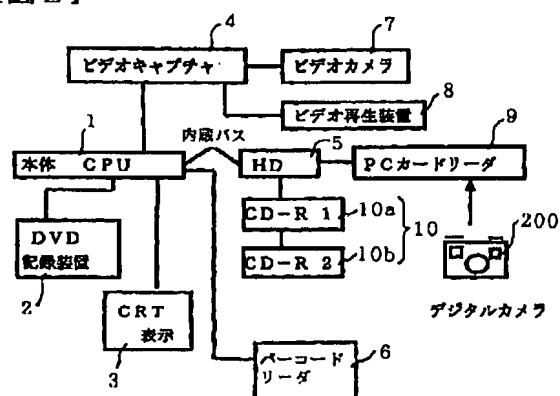 4
7
ビデオキャプチャ
ビデオカメラ
8
ビデオ再生装置
1
内蔵バス
5
9
本体 CPU
HD
PCカードリーダ
CD-R 1
10a
10
200
CD-R 2
10b
DVD
記録装置
2
デジタルカメラ
CRT
表示
3
バーコード
リーダ
6